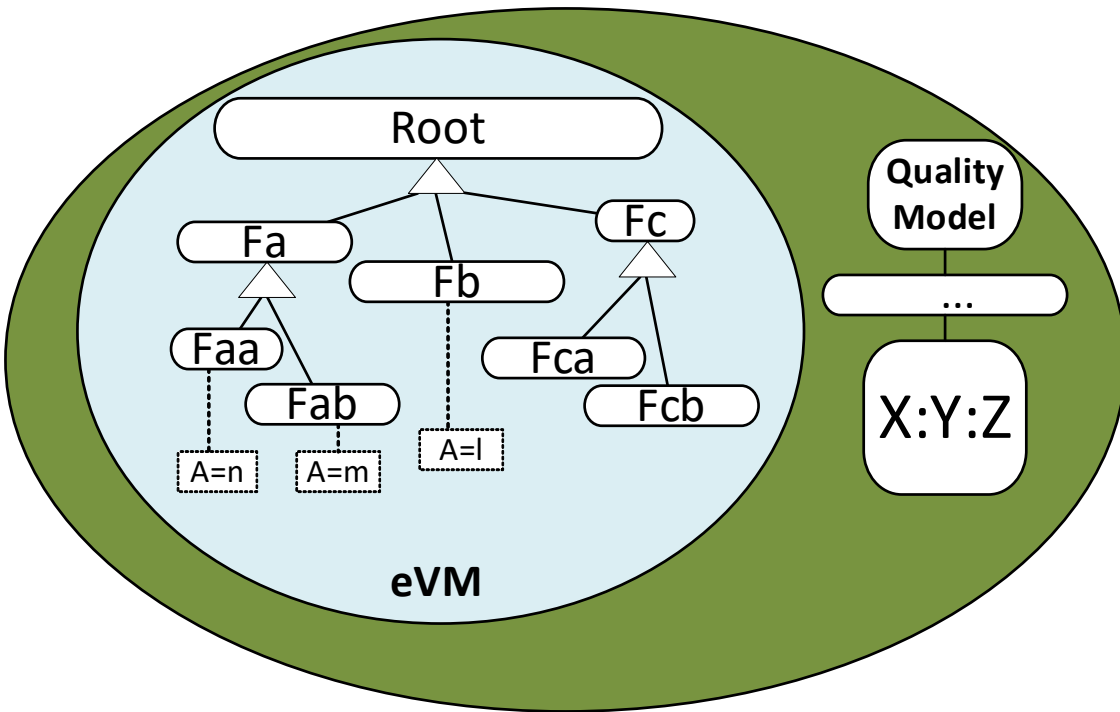 Root
Quality
Model
Fa
Fc
Fb
...
Faa
Fca
Fab
Fcb
X:Y:Z
A=n
A=m
A=l
eVM